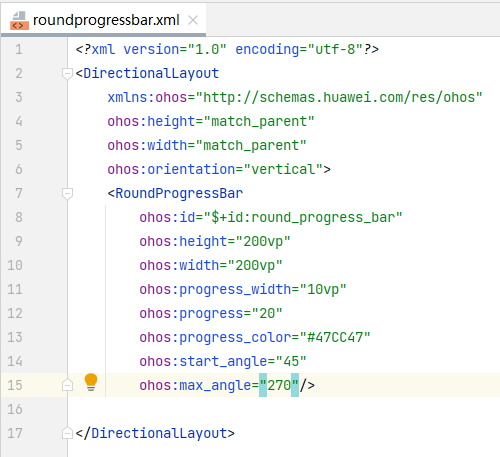 roundprogressbar.xml
1 <?xml version="1.0" encoding="utf-8"?>
2 <DirectionalLayout
3 xmlns:ohos="http://schemas.huawei.com/res/ohos"
4 ohos:height="match_parent"
5 ohos:width="match_parent"
6 ohos:orientation="vertical">
7 <RoundProgressBar
8 ohos:id="$+id:round_progress_bar"
9 ohos:height="200vp"
10 ohos:width="200vp"
11 ohos:progress_width="10vp"
12 ohos:progress="20"
13 ohos:progress_color="#47CC47"
14 ohos:start_angle="45"
15 ohos:max_angle="270"/>
16
17 </DirectionalLayout>